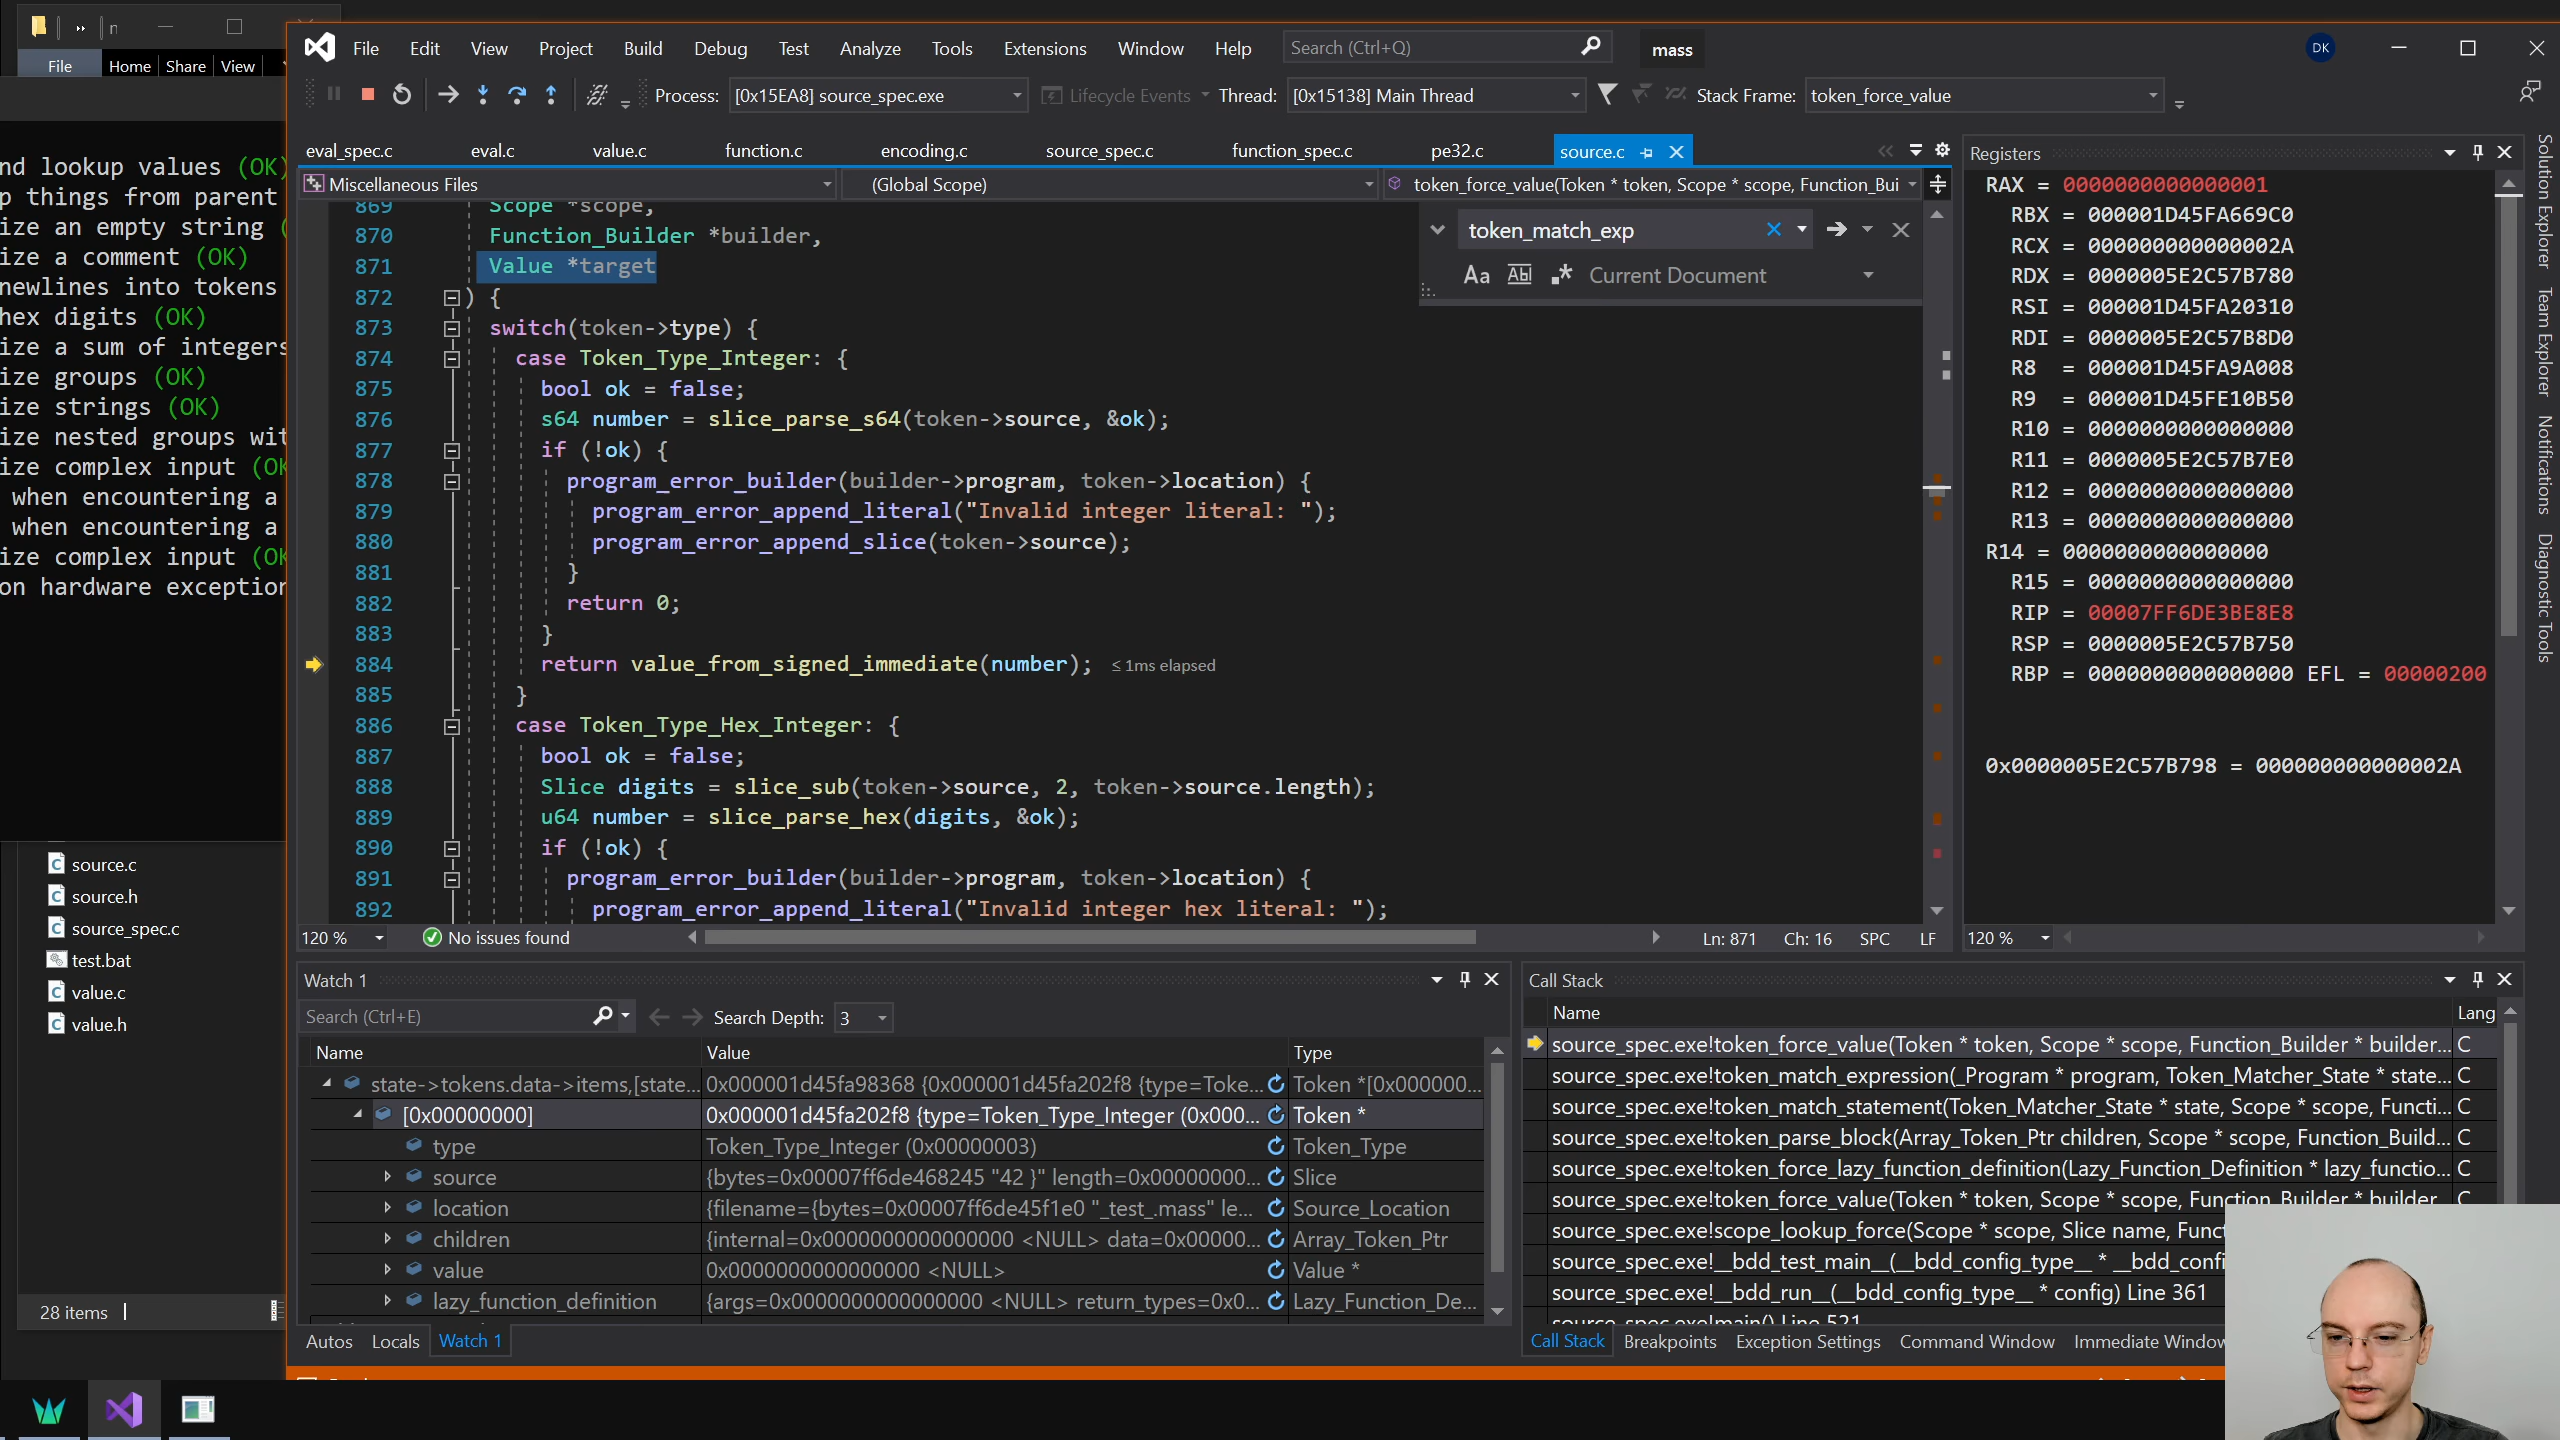 File Edit View Project Build Debug Test Analyze Tools Extensions Window Help Search (Ctrl+Q) mass DK
File Home Share View
Process: [0x15EA8] source_spec.exe Lifecycle Events Thread: [0x15138] Main Thread Stack Frame: token_force_value
eval_spec.c eval.c value.c function.c encoding.c source_spec.c function_spec.c pe32.c source.c
Miscellaneous Files (Global Scope) token_force_value(Token * token, Scope * scope, Function_Bui
token_match_exp
Current Document
nd lookup values (OK)
p things from parent
ize an empty string (
ize a comment (OK)
newlines into tokens
hex digits (OK)
ize a sum of integers
ize groups (OK)
ize strings (OK)
ize nested groups wit
ize complex input (OK
when encountering a
when encountering a
ize complex input (OK
on hardware exception
869 Scope *scope,
870 Function_Builder *builder,
871 Value *target
872 ) {
873 switch(token->type) {
874 case Token_Type_Integer: {
875 bool ok = false;
876 s64 number = slice_parse_s64(token->source, &ok);
877 if (!ok) {
878 program_error_builder(builder->program, token->location) {
879 program_error_append_literal("Invalid integer literal: ");
880 program_error_append_slice(token->source);
881 }
882 return 0;
883 }
884 return value_from_signed_immediate(number); ≤ 1ms elapsed
885 }
886 case Token_Type_Hex_Integer: {
887 bool ok = false;
888 Slice digits = slice_sub(token->source, 2, token->source.length);
889 u64 number = slice_parse_hex(digits, &ok);
890 if (!ok) {
891 program_error_builder(builder->program, token->location) {
892 program_error_append_literal("Invalid integer hex literal: ");
120 % No issues found Ln: 871 Ch: 16 SPC LF
Registers
RAX = 0000000000000001
RBX = 000001D45FA669C0
RCX = 000000000000002A
RDX = 0000005E2C57B780
RSI = 000001D45FA20310
RDI = 0000005E2C57B8D0
R8 = 000001D45FA9A008
R9 = 000001D45FE10B50
R10 = 0000000000000000
R11 = 0000005E2C57B7E0
R12 = 0000000000000000
R13 = 0000000000000000
R14 = 0000000000000000
R15 = 0000000000000000
RIP = 00007FF6DE3BE8E8
RSP = 0000005E2C57B750
RBP = 0000000000000000 EFL = 00000200
0x0000005E2C57B798 = 000000000000002A
120 %
Solution Explorer
Team Explorer
Notifications
Diagnostic Tools
source.c
source.h
source_spec.c
test.bat
value.c
value.h
28 items
Watch 1
Search (Ctrl+E) Search Depth: 3
Name Value Type
state->tokens.data->items,[state... 0x000001d45fa98368 {0x000001d45fa202f8 {type=Toke... Token *[0x000000...
[0x00000000] 0x000001d45fa202f8 {type=Token_Type_Integer (0x000... Token *
type Token_Type_Integer (0x00000003) Token_Type
source {bytes=0x00007ff6de468245 "42 }" length=0x00000000... Slice
location {filename={bytes=0x00007ff6de45f1e0 "_test_.mass" le... Source_Location
children {internal=0x0000000000000000 <NULL> data=0x00000... Array_Token_Ptr
value 0x0000000000000000 <NULL> Value *
lazy_function_definition {args=0x0000000000000000 <NULL> return_types=0x0... Lazy_Function_De...
Autos Locals Watch 1
Call Stack
Name Lang
source_spec.exe!token_force_value(Token * token, Scope * scope, Function_Builder * builder... C
source_spec.exe!token_match_expression(_Program * program, Token_Matcher_State * state... C
source_spec.exe!token_match_statement(Token_Matcher_State * state, Scope * scope, Functi... C
source_spec.exe!token_parse_block(Array_Token_Ptr children, Scope * scope, Function_Build... C
source_spec.exe!token_force_lazy_function_definition(Lazy_Function_Definition * lazy_functio... C
source_spec.exe!token_force_value(Token * token, Scope * scope, Function_Builder * builder... C
source_spec.exe!scope_lookup_force(Scope * scope, Slice name, Func
source_spec.exe!__bdd_test_main__(__bdd_config_type__ * __bdd_confi
source_spec.exe!__bdd_run__(__bdd_config_type__ * config) Line 361
source_spec.exe!main() Line 521
Call Stack Breakpoints Exception Settings Command Window Immediate Window